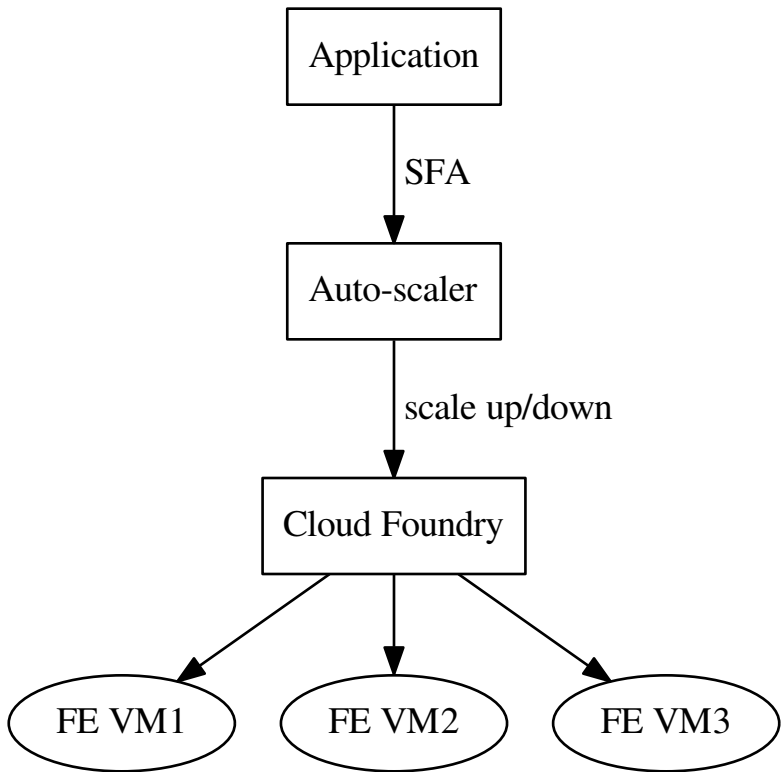 Application
SFA
Auto-scaler
scale up/down
Cloud Foundry
FE VM1
FE VM2
FE VM3